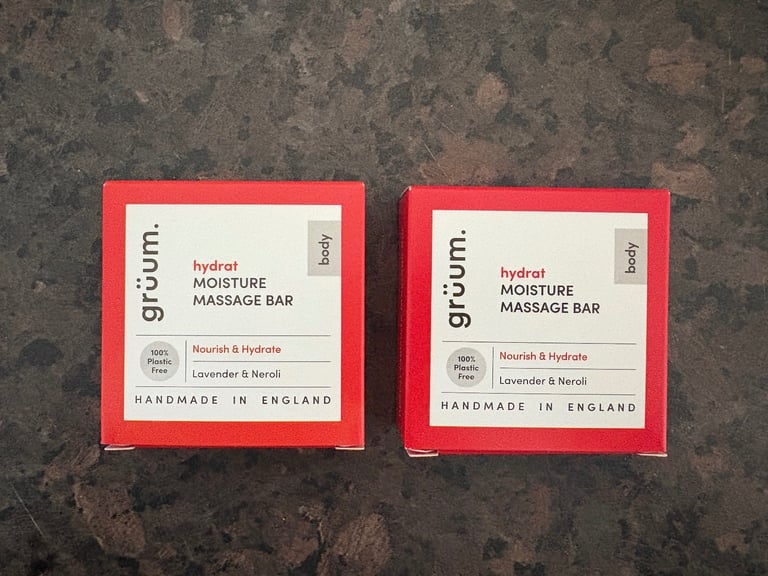 grüum.
body
hydrat
MOISTURE
MASSAGE BAR
100%
Plastic
Free
Nourish & Hydrate
Lavender & Neroli
HANDMADE IN ENGLAND
grüum.
body
hydrat
MOISTURE
MASSAGE BAR
100%
Plastic
Free
Nourish & Hydrate
Lavender & Neroli
HANDMADE IN ENGLAND